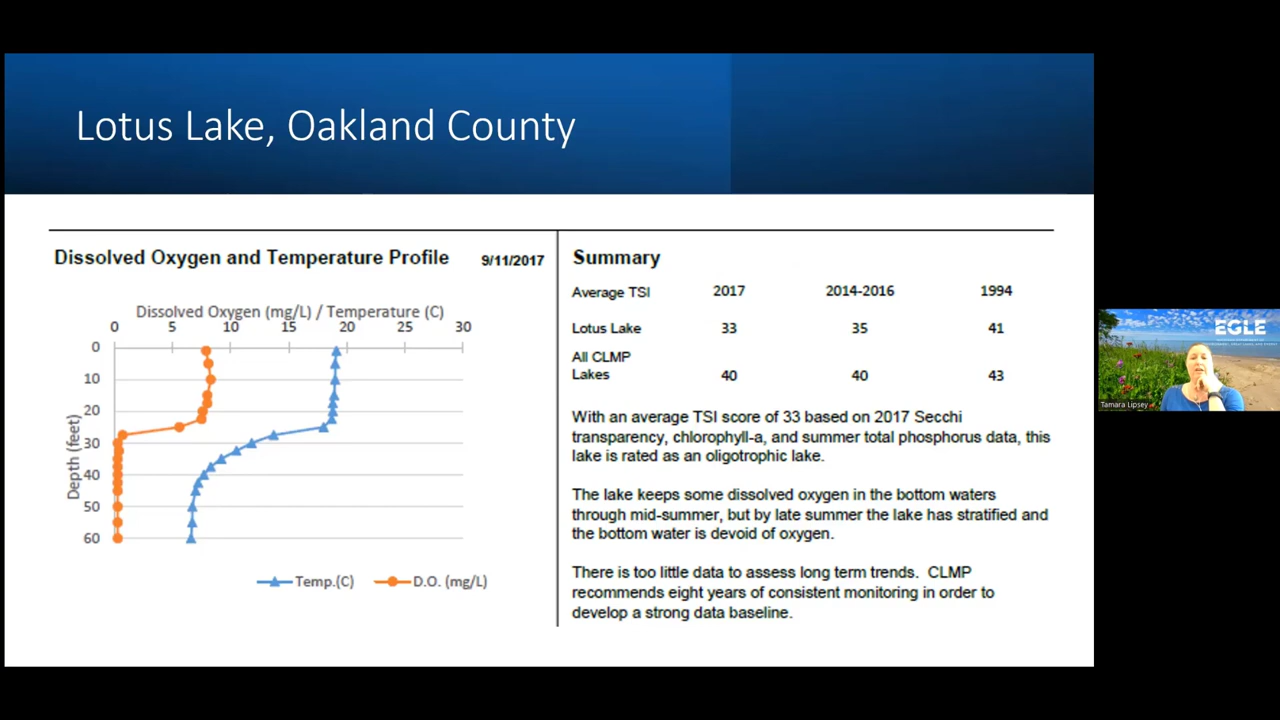 Lotus Lake, Oakland County
Dissolved Oxygen and Temperature Profile 9/11/2017
Dissolved Oxygen (mg/L) / Temperature (C)
0 5 10 15 20 25 30
0
10
20
30
40
50
60
Depth (feet)
Temp.(C) D.O. (mg/L)
Summary
Average TSI 2017 2014-2016 1994
Lotus Lake 33 35 41
All CLMP
Lakes 40 40 43
With an average TSI score of 33 based on 2017 Secchi
transparency, chlorophyll-a, and summer total phosphorus data, this
lake is rated as an oligotrophic lake.
The lake keeps some dissolved oxygen in the bottom waters
through mid-summer, but by late summer the lake has stratified and
the bottom water is devoid of oxygen.
There is too little data to assess long term trends. CLMP
recommends eight years of consistent monitoring in order to
develop a strong data baseline.
EGLE
Tamara Lipsey